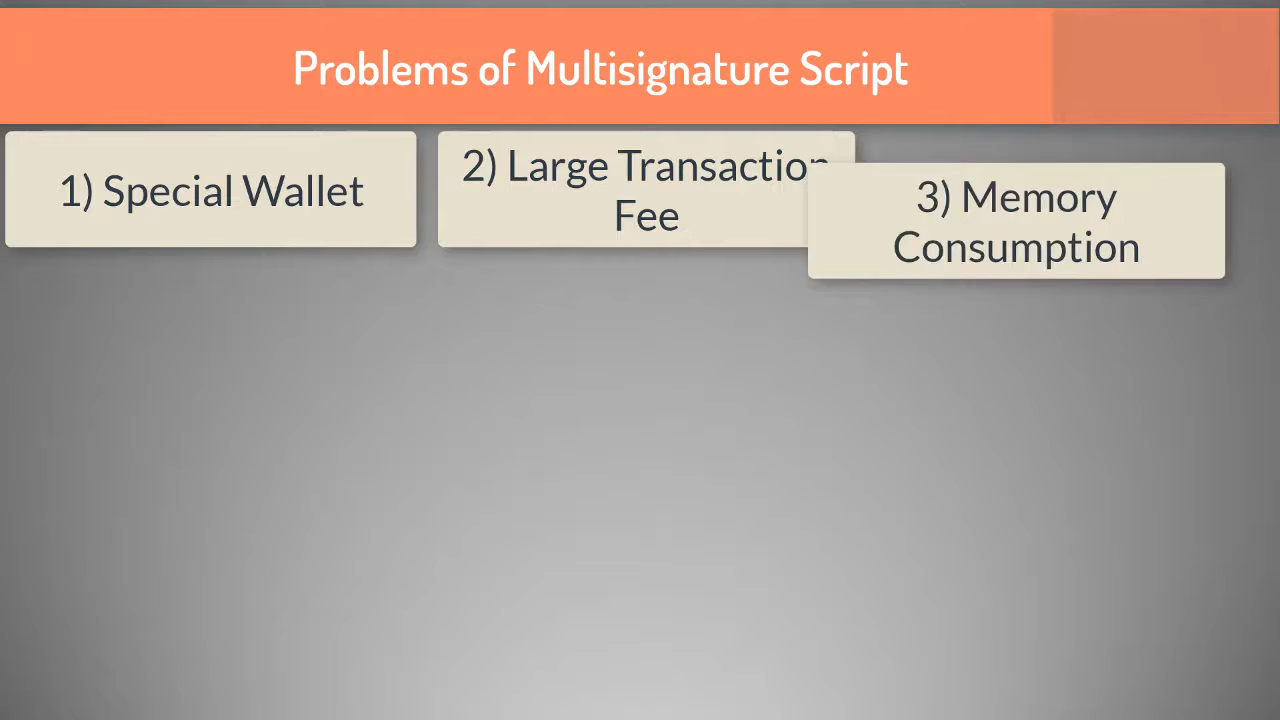 Problems of Multisignature Script
1) Special Wallet
2) Large Transaction
Fee
3) Memory
Consumption